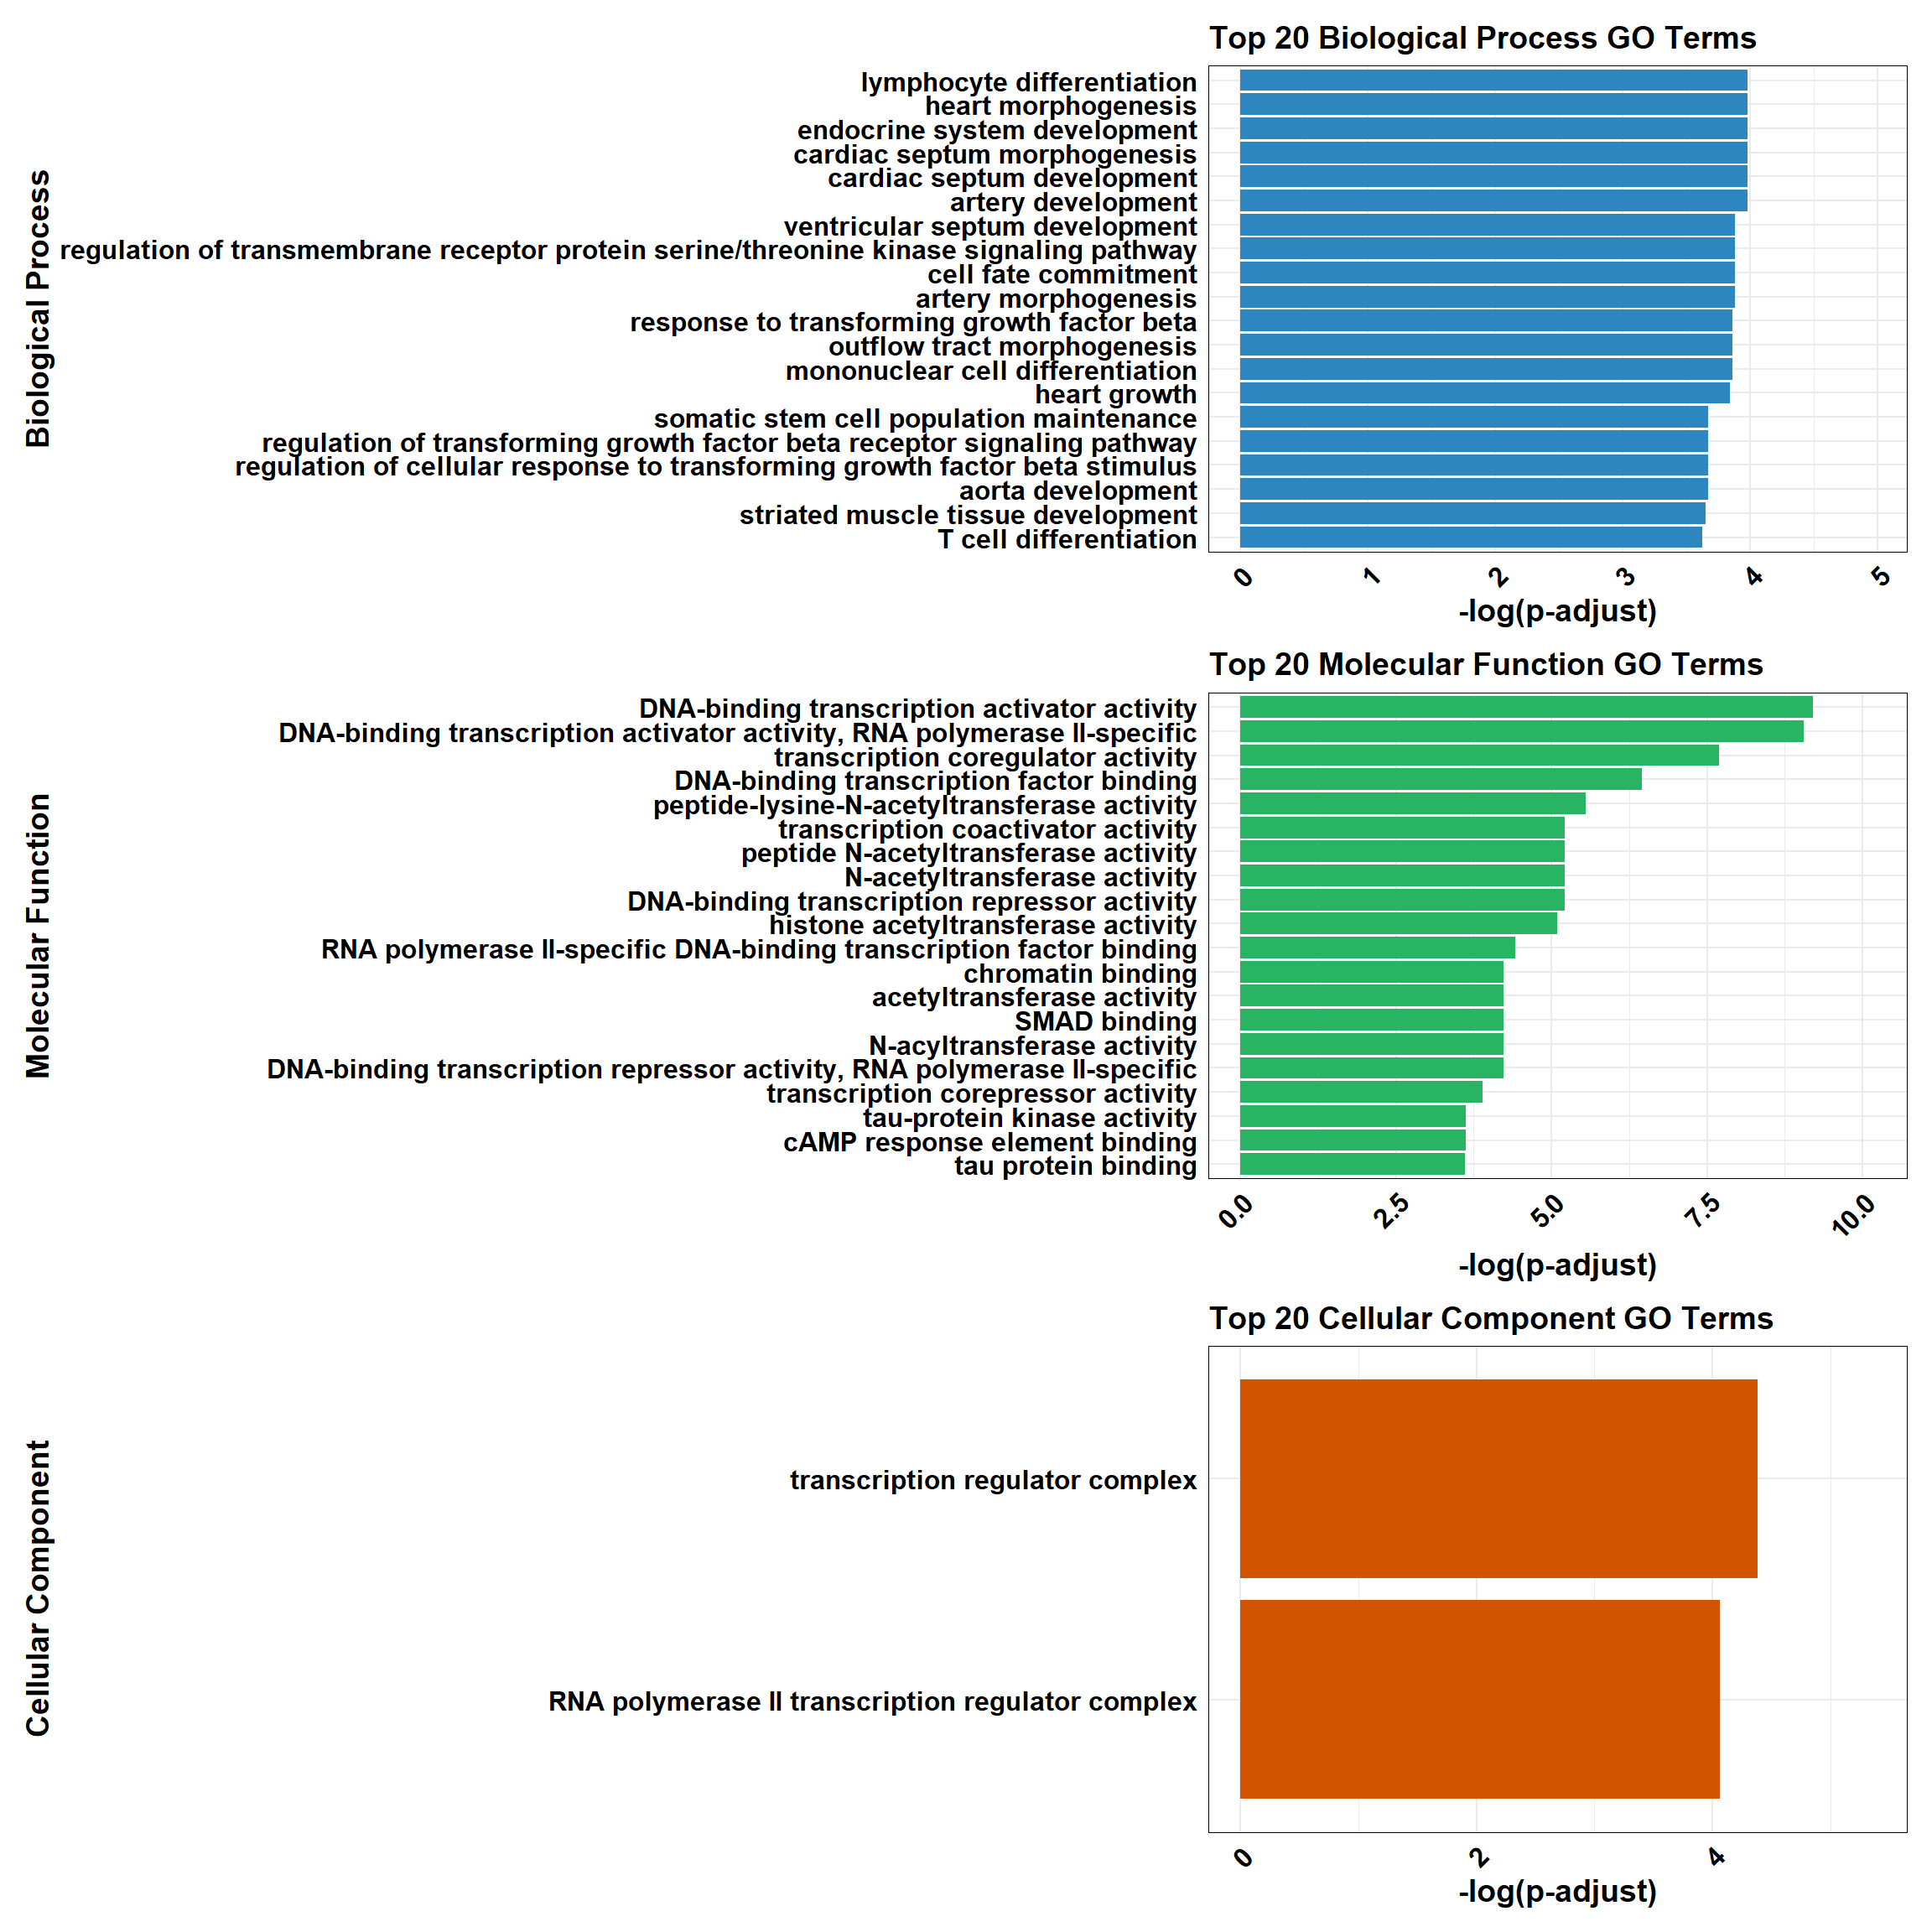 Top 20 Biological Process GO Terms
Biological Process
lymphocyte differentiation
heart morphogenesis
endocrine system development
cardiac septum morphogenesis
cardiac septum development
artery development
ventricular septum development
regulation of transmembrane receptor protein serine/threonine kinase signaling pathway
cell fate commitment
artery morphogenesis
response to transforming growth factor beta
outflow tract morphogenesis
mononuclear cell differentiation
heart growth
somatic stem cell population maintenance
regulation of transforming growth factor beta receptor signaling pathway
regulation of cellular response to transforming growth factor beta stimulus
aorta development
striated muscle tissue development
T cell differentiation
0 1 2 3 4 5
-log(p-adjust)
Top 20 Molecular Function GO Terms
Molecular Function
DNA-binding transcription activator activity
DNA-binding transcription activator activity, RNA polymerase II-specific
transcription coregulator activity
DNA-binding transcription factor binding
peptide-lysine-N-acetyltransferase activity
transcription coactivator activity
peptide N-acetyltransferase activity
N-acetyltransferase activity
DNA-binding transcription repressor activity
histone acetyltransferase activity
RNA polymerase II-specific DNA-binding transcription factor binding
chromatin binding
acetyltransferase activity
SMAD binding
N-acyltransferase activity
DNA-binding transcription repressor activity, RNA polymerase II-specific
transcription corepressor activity
tau-protein kinase activity
cAMP response element binding
tau protein binding
0.0 2.5 5.0 7.5 10.0
-log(p-adjust)
Top 20 Cellular Component GO Terms
Cellular Component
transcription regulator complex
RNA polymerase II transcription regulator complex
0 2 4
-log(p-adjust)